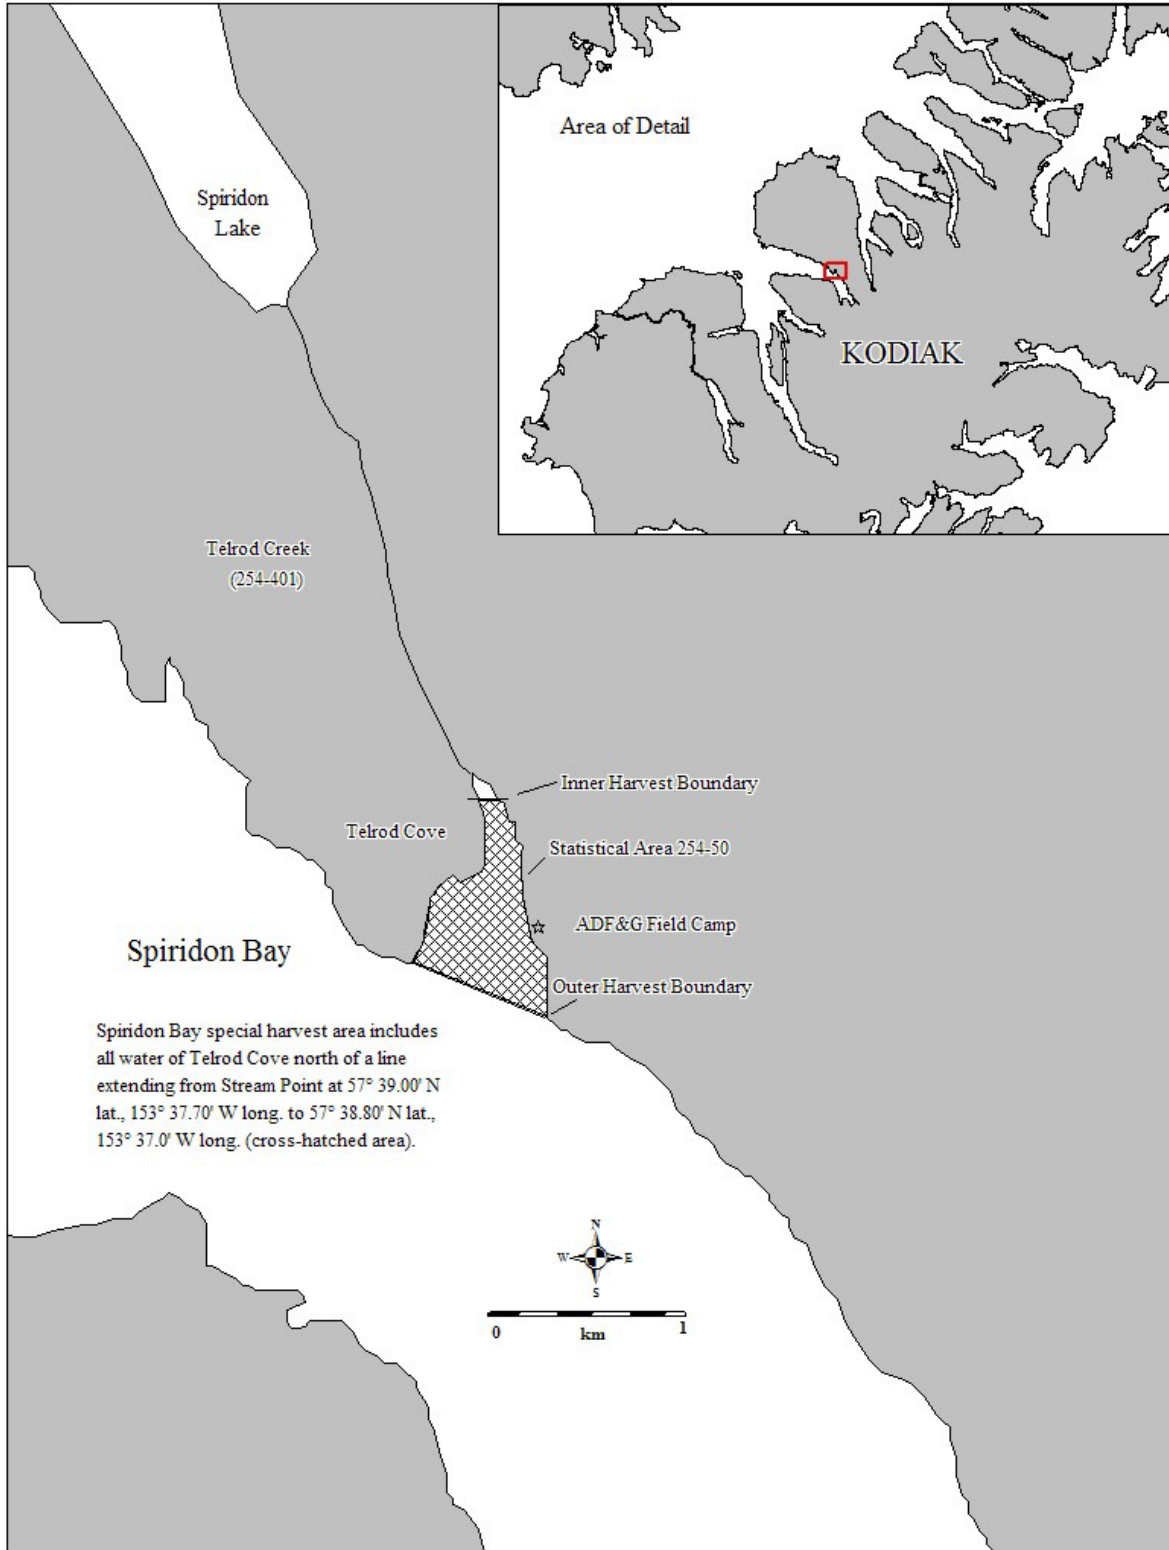 Area of Detail
KODIAK
Spiridon
Lake
Telrod Creek
(254-401)
Inner Harvest Boundary
Telrod Cove
Statistical Area 254-50
ADF&G Field Camp
Spiridon Bay
Outer Harvest Boundary
Spiridon Bay special harvest area includes
all water of Telrod Cove north of a line
extending from Stream Point at 57° 39.00' N
lat., 153° 37.70' W long. to 57° 38.80' N lat.,
153° 37.0' W long. (cross-hatched area).
N
W E
S
0 km 1